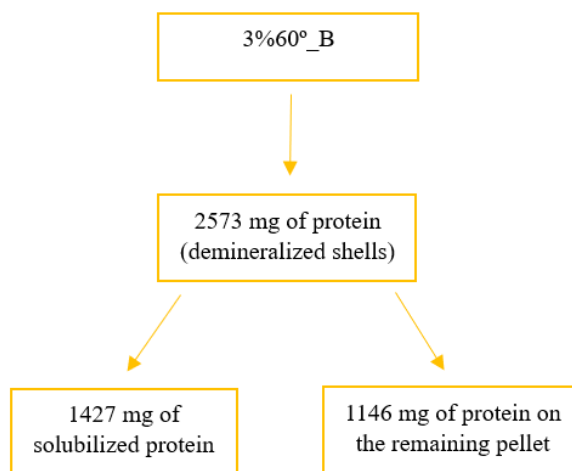 3%60º_B
2573 mg of protein
(demineralized shells)
1427 mg of
solubilized protein
1146 mg of protein on
the remaining pellet